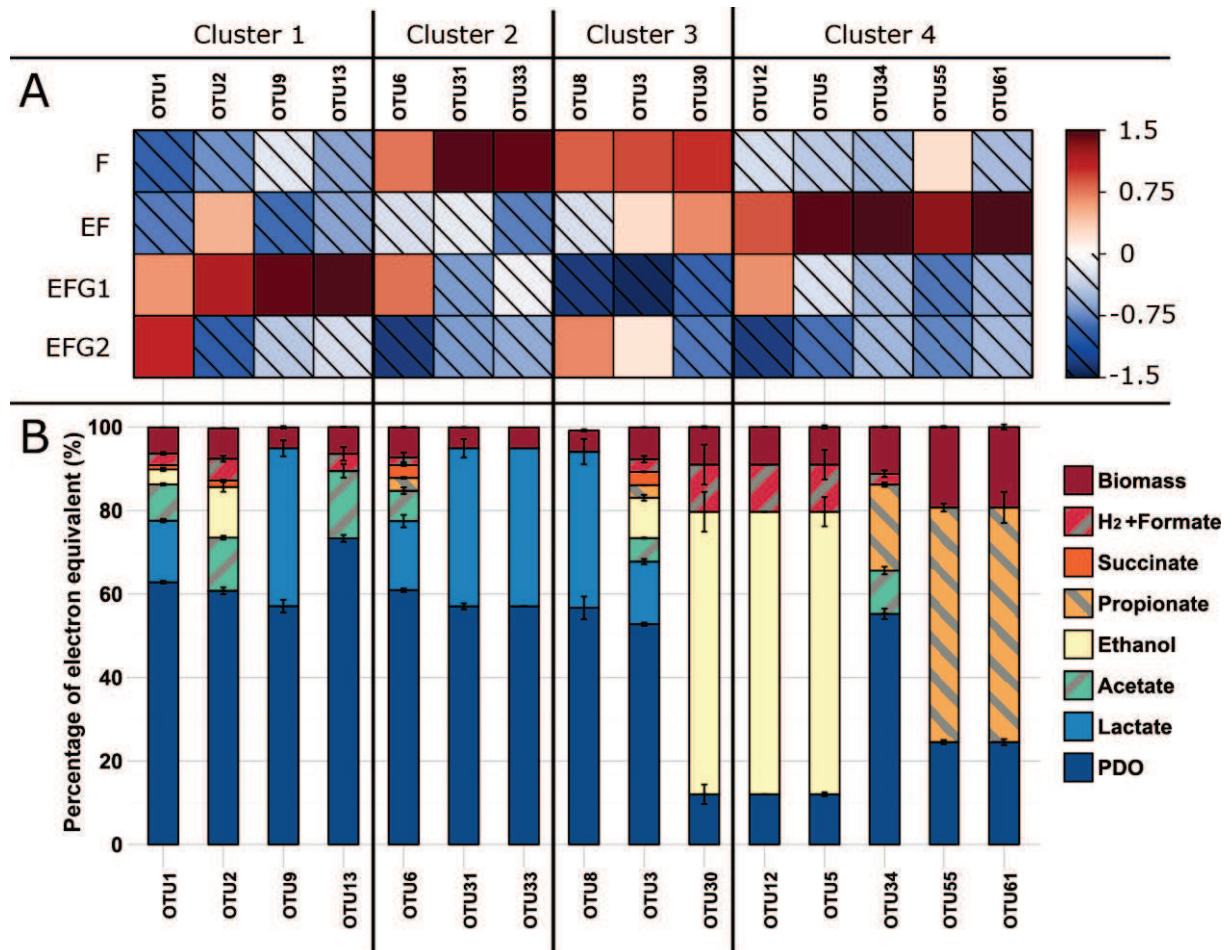 Cluster 1 Cluster 2 Cluster 3 Cluster 4
A
OTU1 OTU2 OTU9 OTU13 OTU6 OTU31 OTU33 OTU8 OTU3 OTU30 OTU12 OTU5 OTU34 OTU55 OTU61
F
EF
EFG1
EFG2
1.5
0.75
0
-0.75
-1.5
B
Percentage of electron equivalent (%)
100
80
60
40
20
0
Biomass
H2+Formate
Succinate
Propionate
Ethanol
Acetate
Lactate
PDO
OTU1 OTU2 OTU9 OTU13 OTU6 OTU31 OTU33 OTU8 OTU3 OTU30 OTU12 OTU5 OTU34 OTU55 OTU61